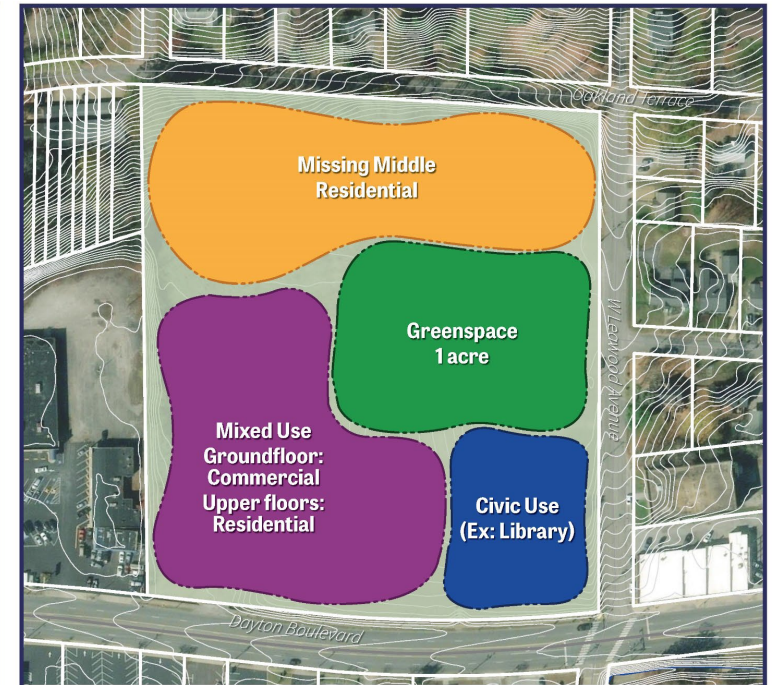 Oakland Terrace
Missing Middle
Residential
Greenspace
1 acre
W Leawood Avenue
Mixed Use
Groundfloor:
Commercial
Upper floors:
Residential
Civic Use
(Ex: Library)
Dayton Boulevard